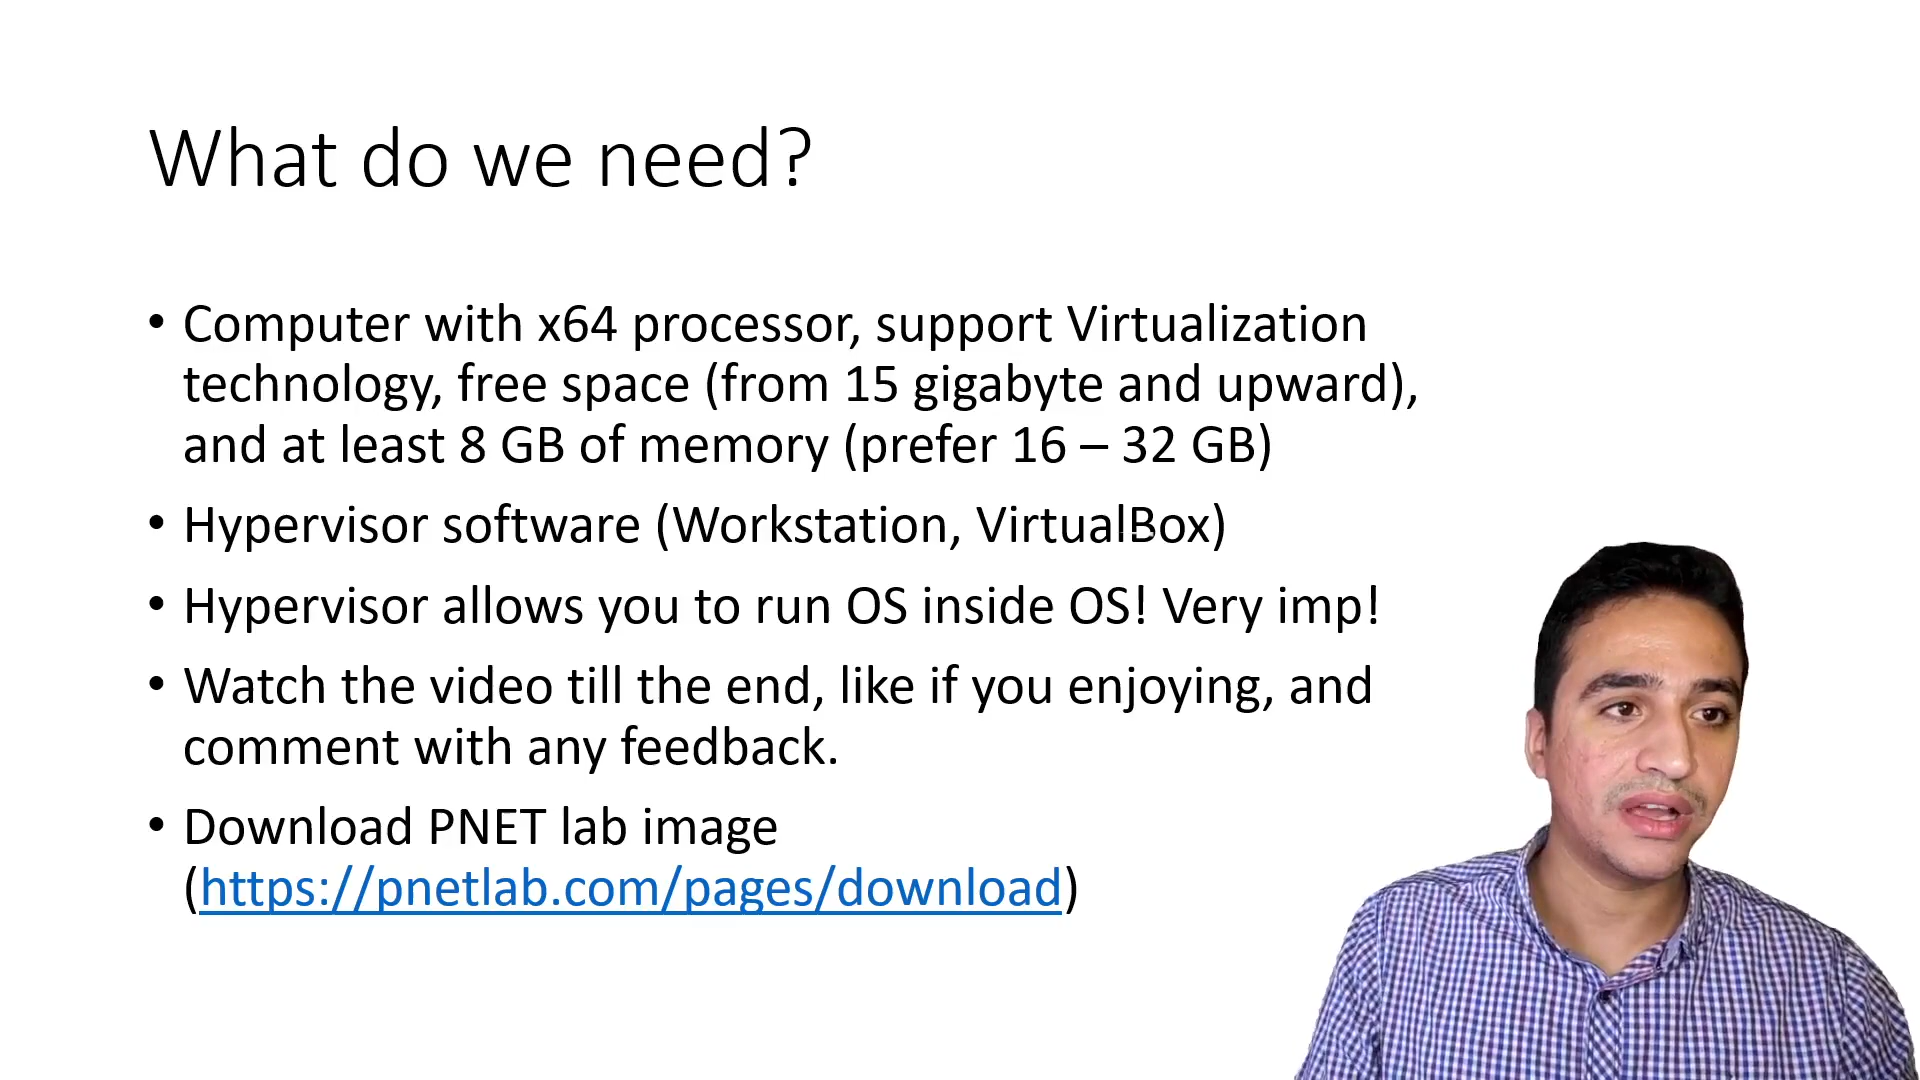 What do we need?
• Computer with x64 processor, support Virtualization
technology, free space (from 15 gigabyte and upward),
and at least 8 GB of memory (prefer 16 – 32 GB)
• Hypervisor software (Workstation, VirtualBox)
• Hypervisor allows you to run OS inside OS! Very imp!
• Watch the video till the end, like if you enjoying, and
comment with any feedback.
• Download PNET lab image
(https://pnetlab.com/pages/download)